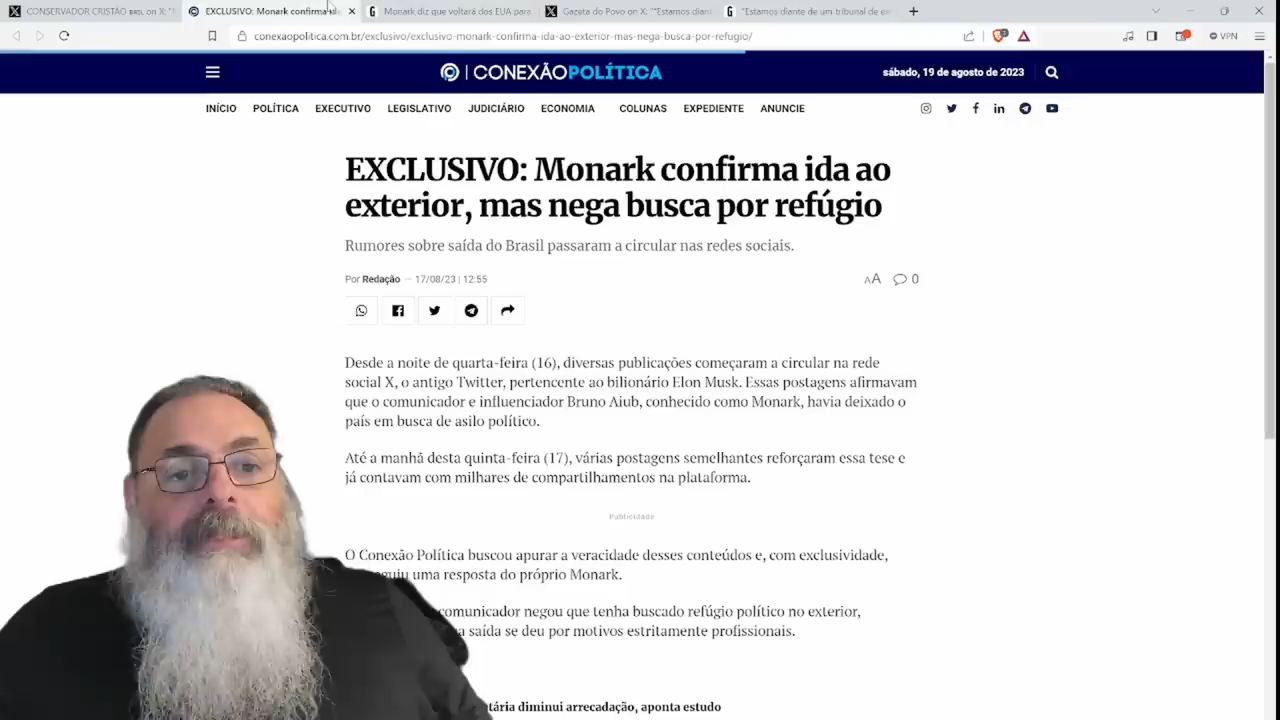 CONSERVADOR CRISTÃO BRDL on X: "
EXCLUSIVO: Monark confirma ida
Monark diz que voltará dos EUA para
Gazeta do Povo on X: ""Estamos diant
"Estamos diante de um tribunal de ex
conexaopolitica.com.br/exclusivo/exclusivo-monark-confirma-ida-ao-exterior-mas-nega-busca-por-refugio/
VPN
CONEXÃOPOLÍTICA
sábado, 19 de agosto de 2023
INÍCIO POLÍTICA EXECUTIVO LEGISLATIVO JUDICIÁRIO ECONOMIA COLUNAS EXPEDIENTE ANUNCIE
EXCLUSIVO: Monark confirma ida ao
exterior, mas nega busca por refúgio
Rumores sobre saída do Brasil passaram a circular nas redes sociais.
Por Redação — 17/08/23 | 12:55
AA 0
Desde a noite de quarta-feira (16), diversas publicações começaram a circular na rede
social X, o antigo Twitter, pertencente ao bilionário Elon Musk. Essas postagens afirmavam
que o comunicador e influenciador Bruno Aiub, conhecido como Monark, havia deixado o
país em busca de asilo político.
Até a manhã desta quinta-feira (17), várias postagens semelhantes reforçaram essa tese e
já contavam com milhares de compartilhamentos na plataforma.
Publicidade
O Conexão Política buscou apurar a veracidade desses conteúdos e, com exclusividade,
uma resposta do próprio Monark.
comunicador negou que tenha buscado refúgio político no exterior,
saída se deu por motivos estritamente profissionais.
tária diminui arrecadação, aponta estudo